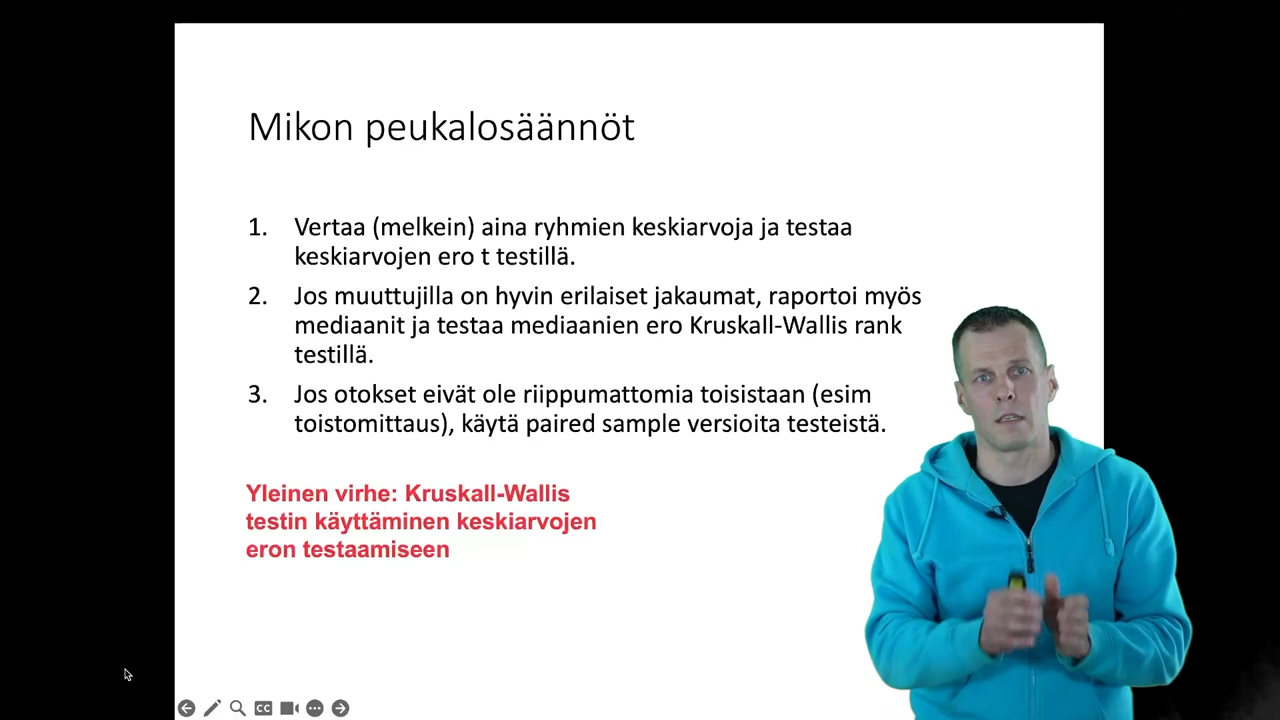 Mikon peukalosäännöt
1. Vertaa (melkein) aina ryhmien keskiarvoja ja testaa
keskiarvojen ero t testillä.
2. Jos muuttujilla on hyvin erilaiset jakaumat, raportoi myös
mediaanit ja testaa mediaanien ero Kruskall-Wallis rank
testillä.
3. Jos otokset eivät ole riippumattomia toisistaan (esim
toistomittaus), käytä paired sample versioita testeistä.
Yleinen virhe: Kruskall-Wallis
testin käyttäminen keskiarvojen
eron testaamiseen
CC